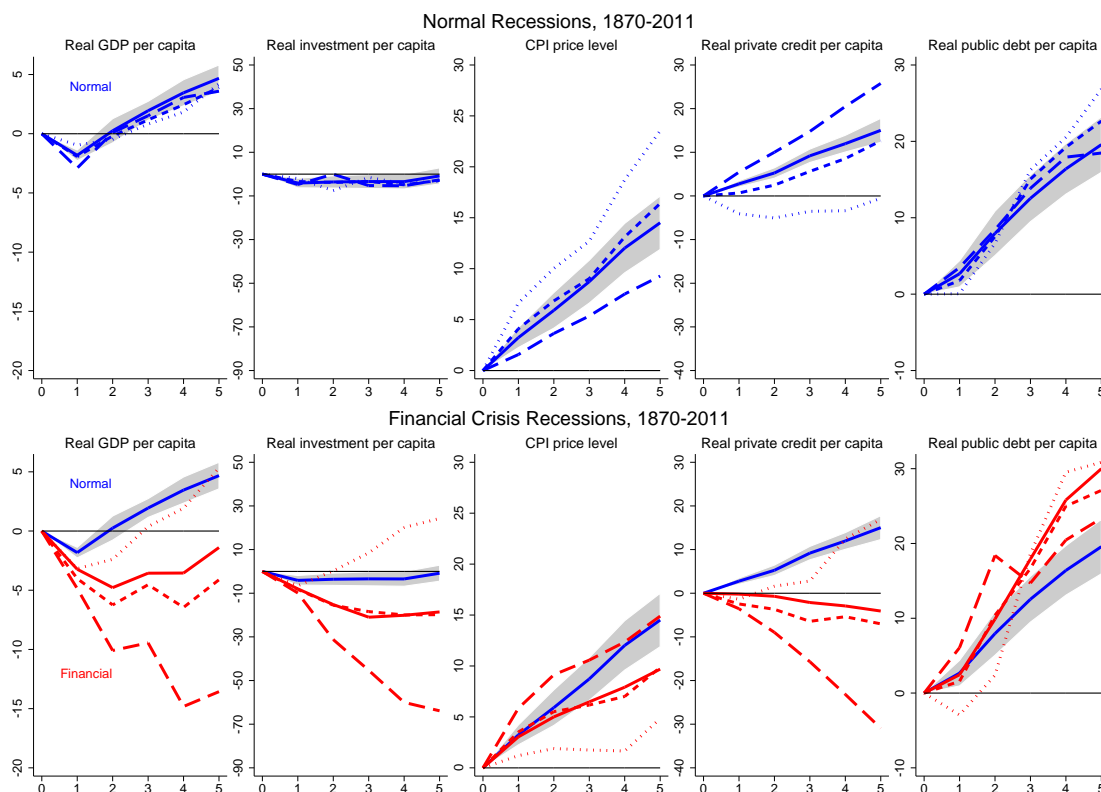 Normal Recessions, 1870-2011
Real GDP per capita
Real investment per capita
CPI price level
Real private credit per capita
Real public debt per capita
Normal
5
0
-5
-10
-15
-20
0 1 2 3 4 5
50
30
10
-10
-30
-50
-70
-90
0 1 2 3 4 5
30
25
20
15
10
5
0
0 1 2 3 4 5
30
20
10
0
-10
-20
-30
-40
0 1 2 3 4 5
30
20
10
0
-10
0 1 2 3 4 5
Financial Crisis Recessions, 1870-2011
Real GDP per capita
Real investment per capita
CPI price level
Real private credit per capita
Real public debt per capita
Normal
Financial
5
0
-5
-10
-15
-20
0 1 2 3 4 5
50
30
10
-10
-30
-50
-70
-90
0 1 2 3 4 5
30
25
20
15
10
5
0
0 1 2 3 4 5
30
20
10
0
-10
-20
-30
-40
0 1 2 3 4 5
30
20
10
0
-10
0 1 2 3 4 5